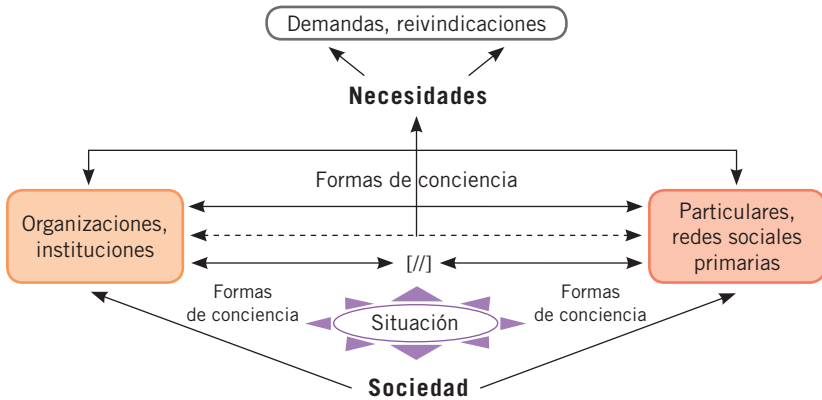 Demandas, reivindicaciones
Necesidades
Formas de conciencia
Organizaciones,
instituciones
Particulares,
redes sociales
primarias
[//]
Formas
de conciencia
Situación
Formas
de conciencia
Sociedad